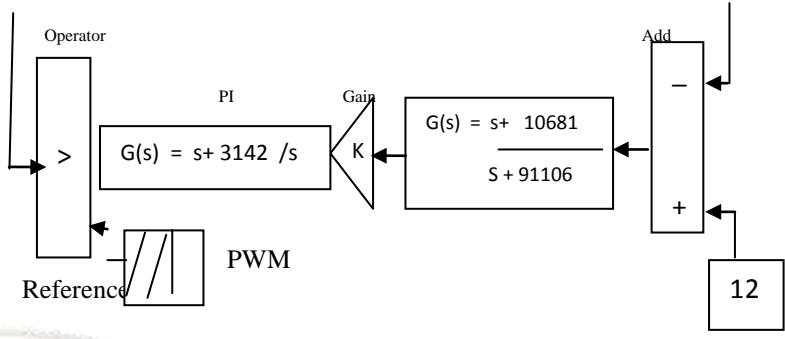 Operator
Add
PI
Gain
−
G(s) = s+ 10681
S + 91106
K
G(s) = s+ 3142 /s
>
+
PWM
Reference
12